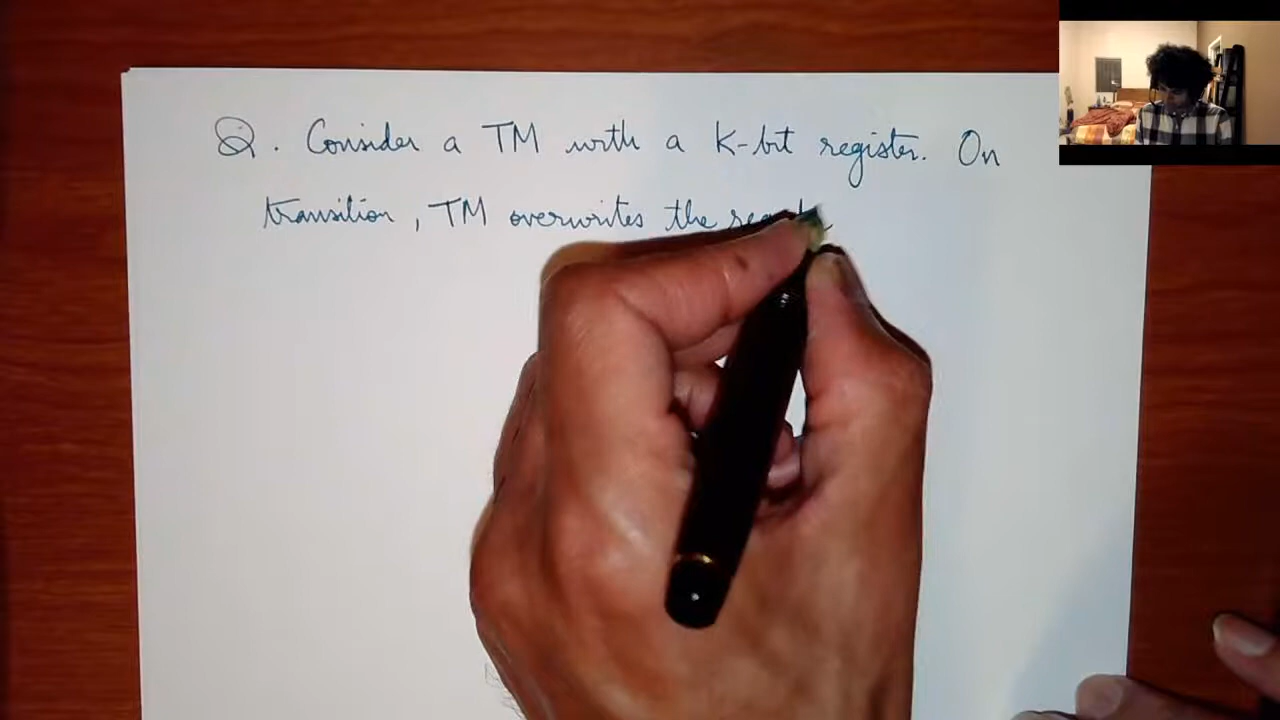 Q. Consider a TM with a K-bit register. On
transition, TM overwrites the